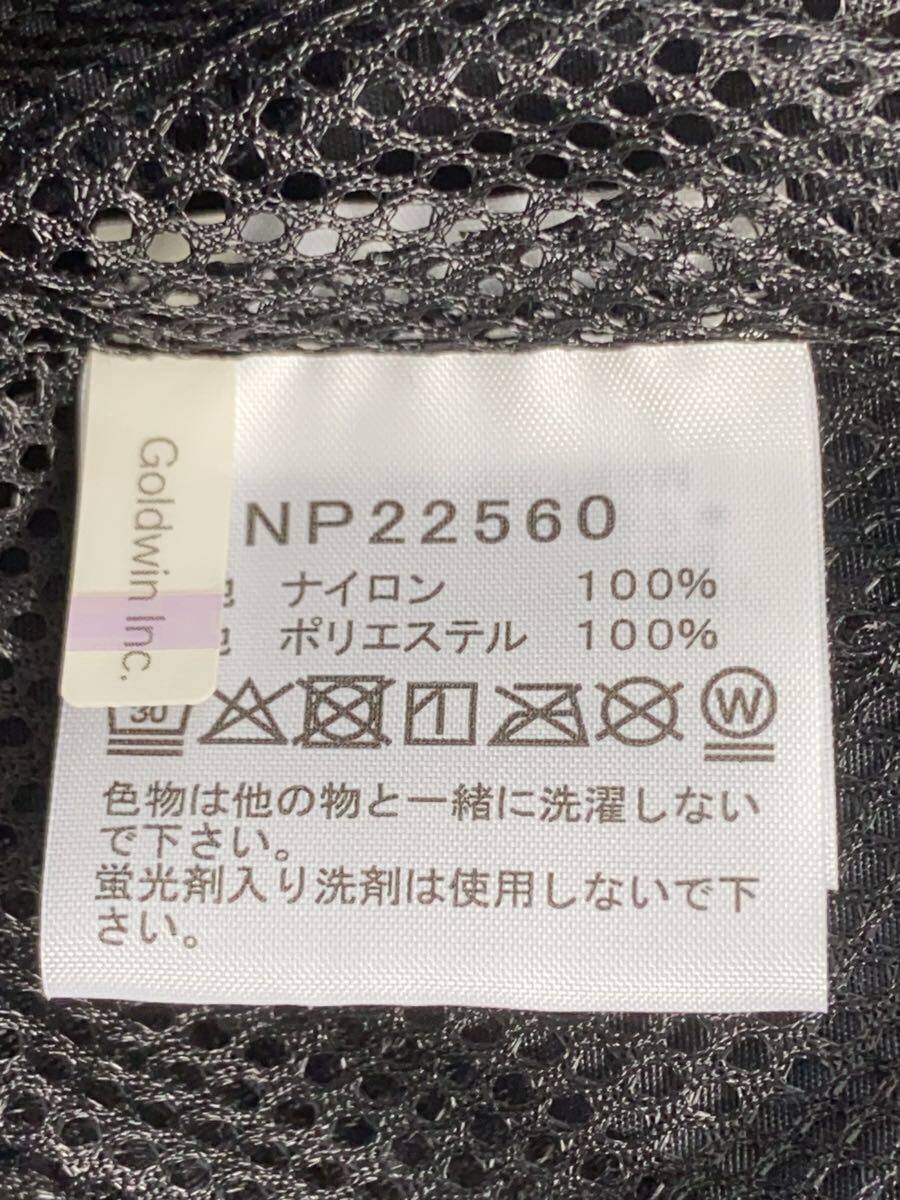 Goldwin Inc.
NP22560
地 ナイロン 100%
地 ポリエステル 100%
30 W
色物は他の物と一緒に洗濯しない
で下さい。
蛍光剤入り洗剤は使用しないで下
さい。